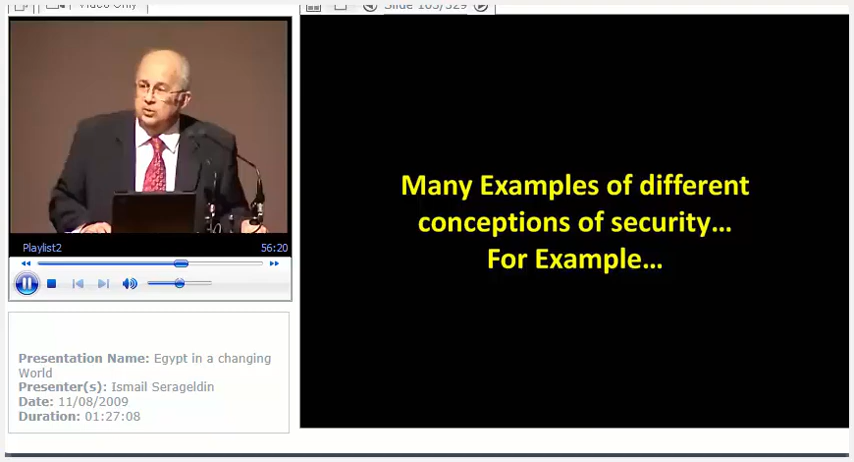 Video Only
Slide 103/329
Many Examples of different
conceptions of security...
For Example...
Playlist2
56:20
Presentation Name: Egypt in a changing
World
Presenter(s): Ismail Serageldin
Date: 11/08/2009
Duration: 01:27:08